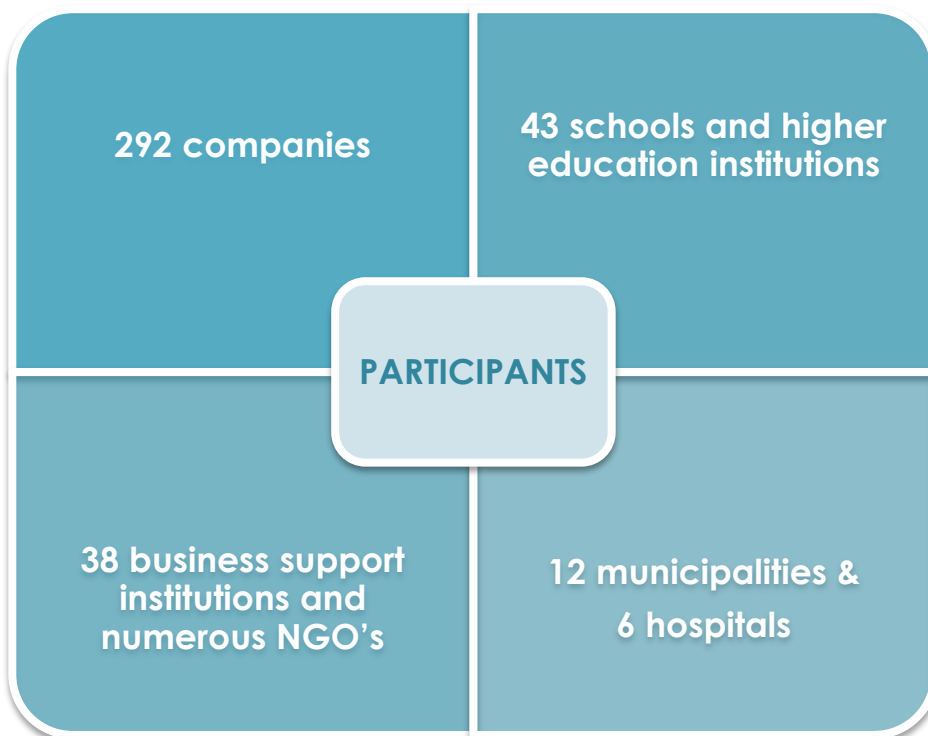 292 companies
43 schools and higher
education institutions
PARTICIPANTS
38 business support
institutions and
numerous NGO’s
12 municipalities &
6 hospitals